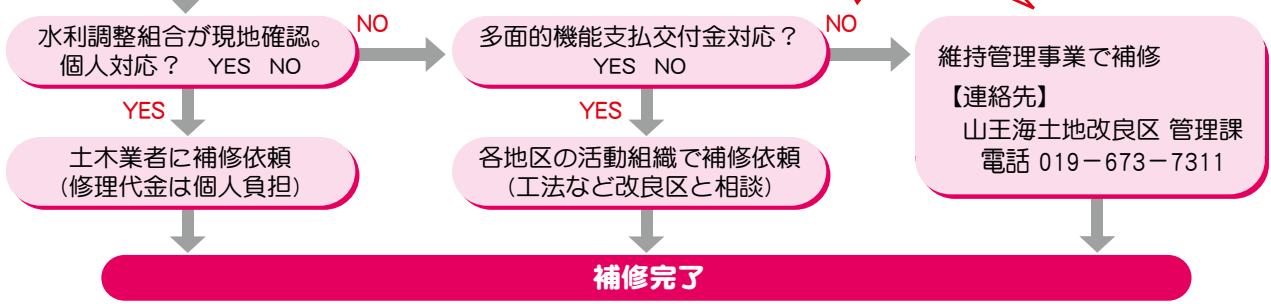 水利調整組合が現地確認。
個人対応？　YES NO
NO
多面的機能支払交付金対応？
YES NO
NO
維持管理事業で補修
【連絡先】
山王海土地改良区 管理課
電話 019－673－7311
YES
土木業者に補修依頼
(修理代金は個人負担)
YES
各地区の活動組織で補修依頼
(工法など改良区と相談)
補修完了